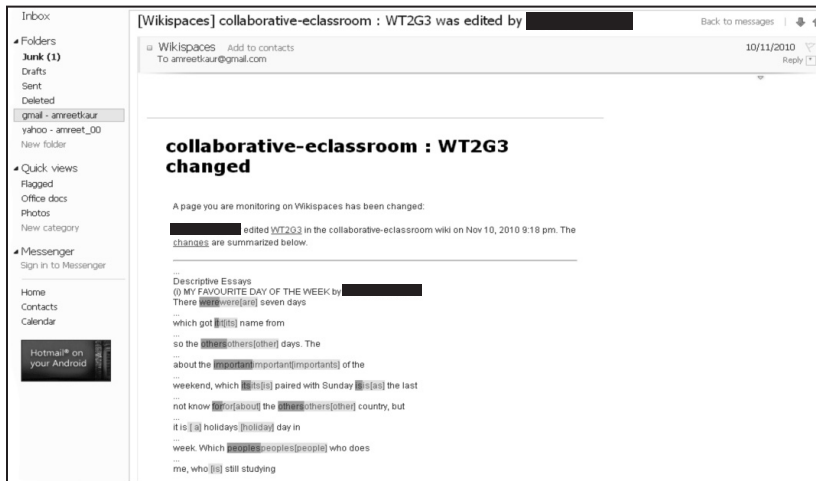 Inbox
Folders
Junk (1)
Drafts
Sent
Deleted
gmail - amreetkaur
yahoo - amreet_00
New folder
Quick views
Flagged
Office docs
Photos
New category
Messenger
Sign in to Messenger
Home
Contacts
Calendar
Hotmail® on
your Android
[Wikispaces] collaborative-eclassroom : WT2G3 was edited by
Back to messages
Wikispaces Add to contacts
10/11/2010
To amreetkaur@gmail.com
Reply
collaborative-eclassroom : WT2G3
changed
A page you are monitoring on Wikispaces has been changed:
edited WT2G3 in the collaborative-eclassroom wiki on Nov 10, 2010 9:18 pm. The
changes are summarized below.
...
Descriptive Essays
(i) MY FAVOURITE DAY OF THE WEEK by
There werewere[are] seven days
...
which got itit[its] name from
...
so the othersothers[other] days. The
...
about the importantimportant[importants] of the
...
weekend, which itsits[is] paired with Sunday isis[as] the last
...
not know forfor[about] the othersothers[other] country, but
...
it is [ a] holidays [holiday] day in
...
week. Which peoplespeoples[people] who does
...
me, who [is] still studying